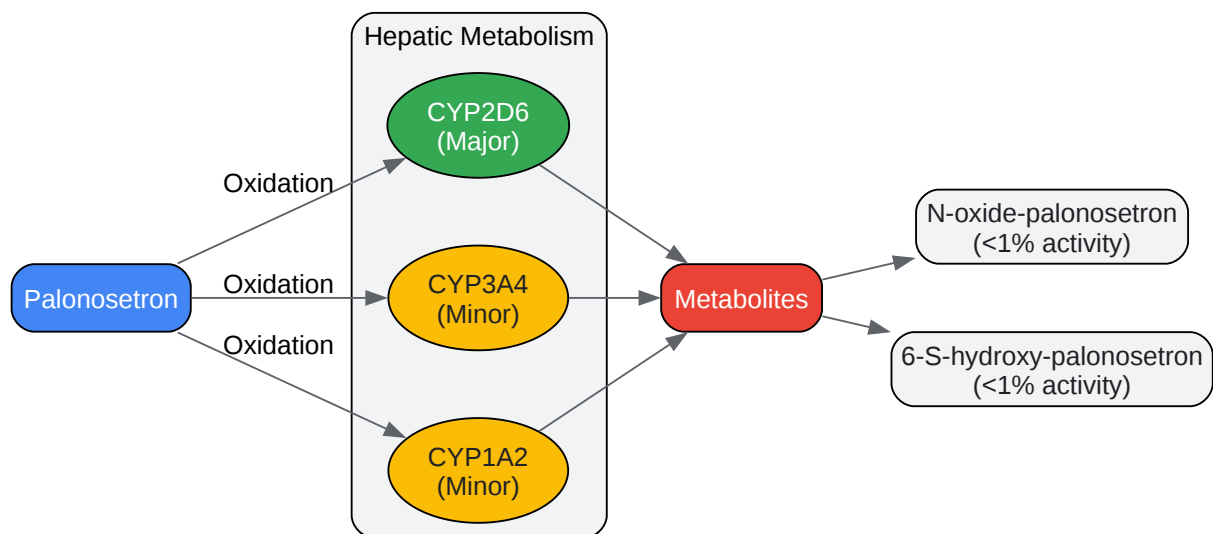 Hepatic Metabolism
CYP2D6
(Major)
Oxidation
N-oxide-palonosetron
(<1% activity)
Palonosetron
Oxidation
CYP3A4
(Minor)
Metabolites
Oxidation
6-S-hydroxy-palonosetron
(<1% activity)
CYP1A2
(Minor)